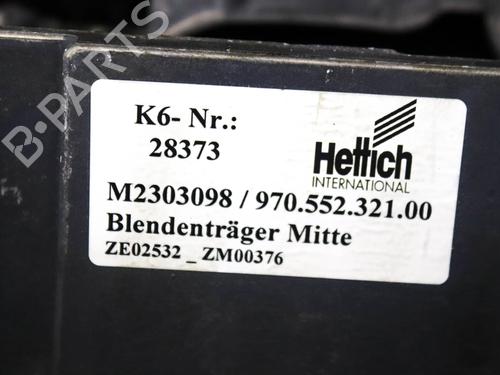 B-PARTS
K6- Nr.:
28373
Hettich
INTERNATIONAL
M2303098 / 970.552.321.00
Blendenträger Mitte
ZE02532 _ ZM00376